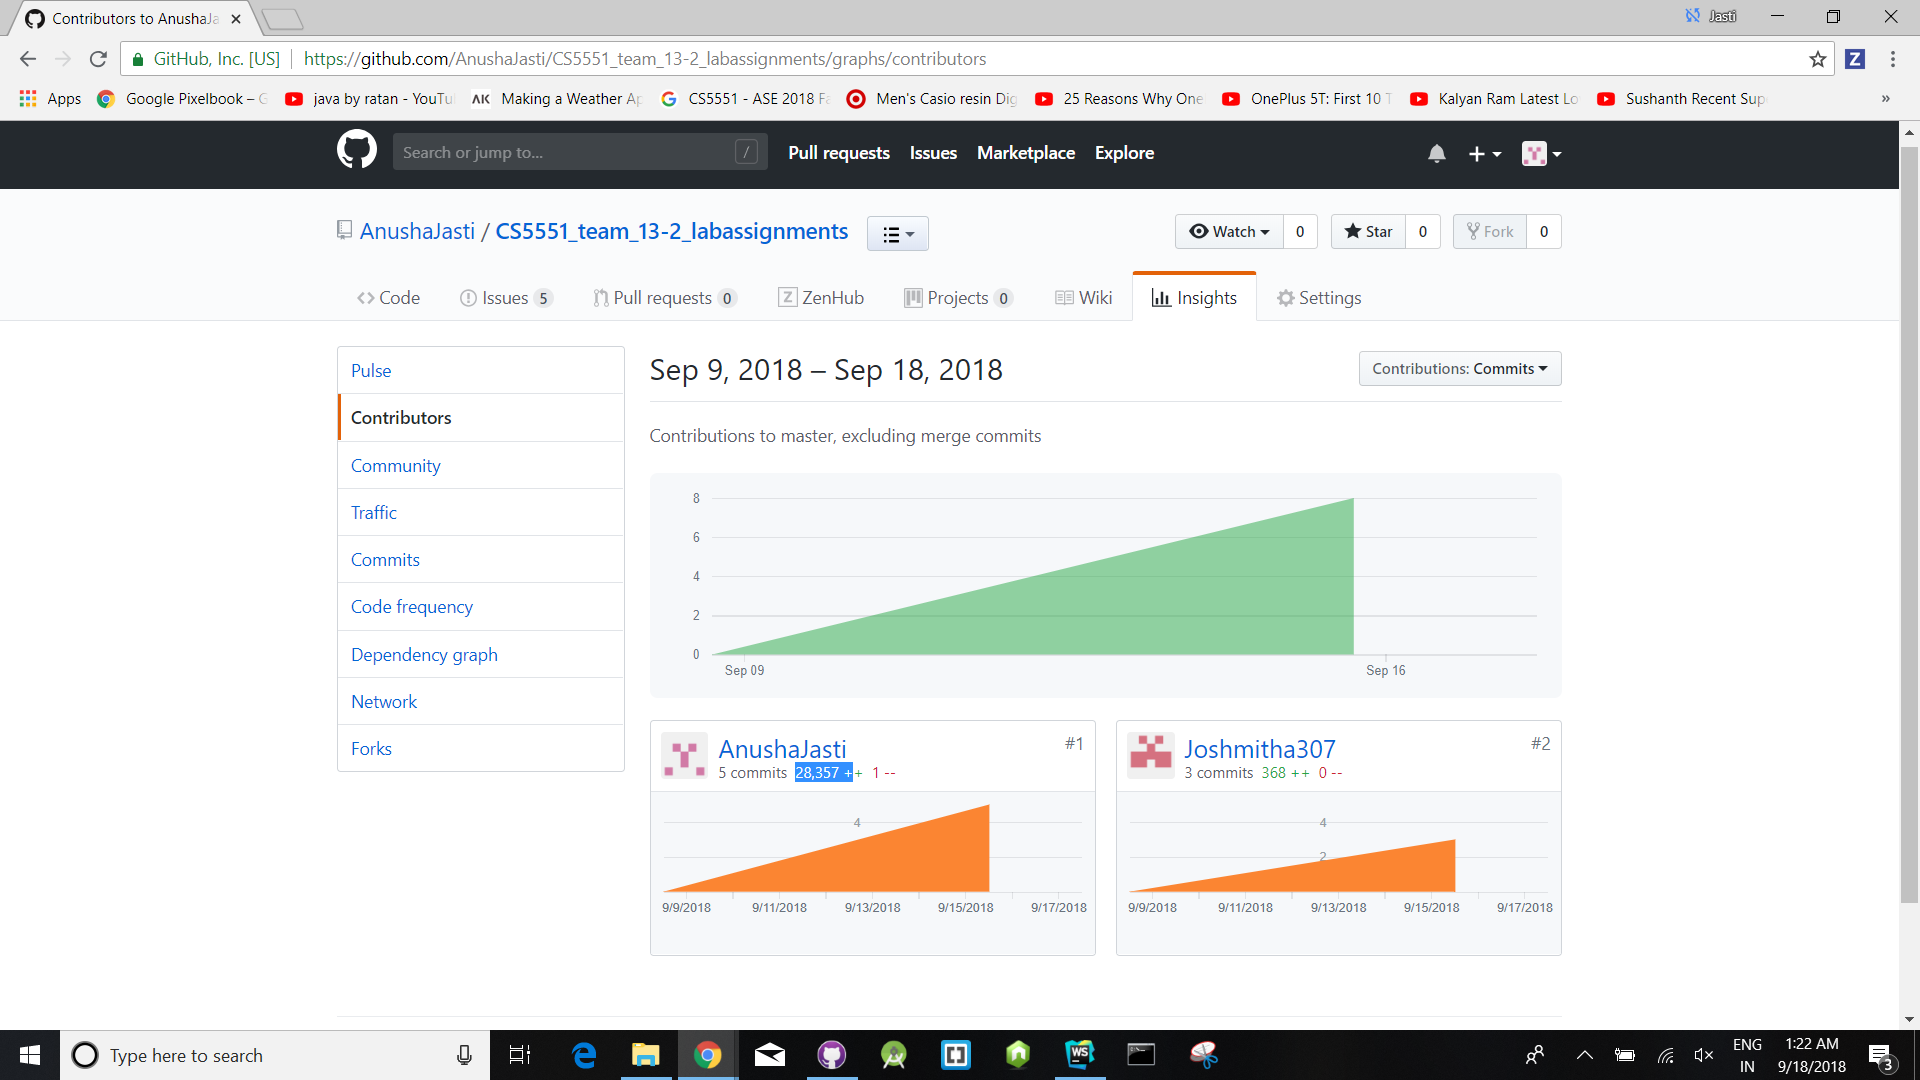 Contributors to AnushaJa
Jasti
GitHub, Inc. [US] https://github.com/AnushaJasti/CS5551_team_13-2_labassignments/graphs/contributors
Apps Google Pixelbook – G java by ratan - YouTu AK Making a Weather Ap CS5551 - ASE 2018 Fa Men's Casio resin Dig 25 Reasons Why One OnePlus 5T: First 10 T Kalyan Ram Latest Lo Sushanth Recent Sup » Z
Search or jump to... / Pull requests Issues Marketplace Explore
AnushaJasti / CS5551_team_13-2_labassignments Watch 0 Star 0 Fork 0
Code Issues 5 Pull requests 0 Z ZenHub Projects 0 Wiki Insights Settings
Pulse
Contributors
Community
Traffic
Commits
Code frequency
Dependency graph
Network
Forks
Sep 9, 2018 – Sep 18, 2018 Contributions: Commits
Contributions to master, excluding merge commits
8
6
4
2
0
Sep 09 Sep 16
AnushaJasti #1
5 commits 28,357 ++ 1 --
4
9/9/2018 9/11/2018 9/13/2018 9/15/2018 9/17/2018
Joshmitha307 #2
3 commits 368 ++ 0 --
4
2
9/9/2018 9/11/2018 9/13/2018 9/15/2018 9/17/2018
Type here to search
WS
ENG
IN
1:22 AM
9/18/2018
3